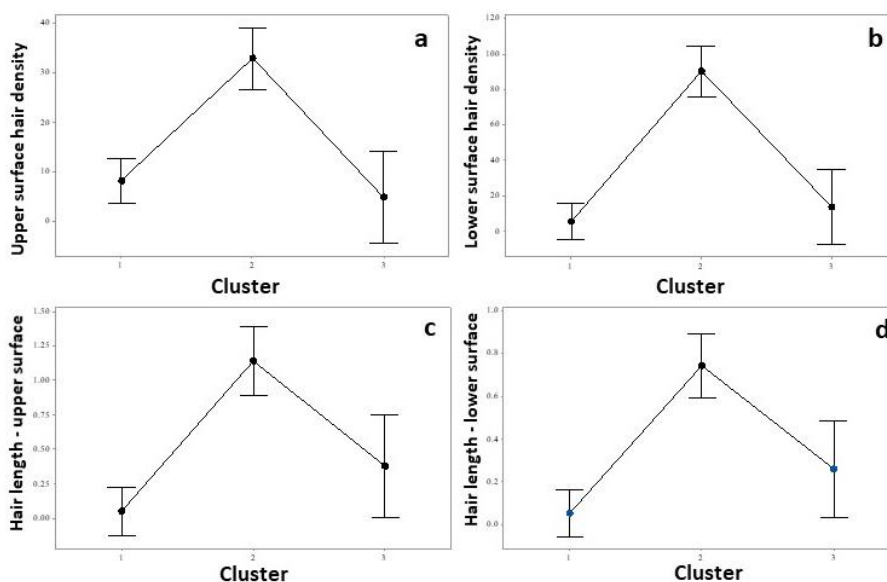 a
Upper surface hair density
40
30
20
10
0
1 2 3
Cluster
b
Lower surface hair density
120
100
80
60
40
20
0
1 2 3
Cluster
c
Hair length - upper surface
1.50
1.25
1.00
0.75
0.50
0.25
0.00
1 2 3
Cluster
d
Hair length - lower surface
1.0
0.8
0.6
0.4
0.2
0.0
1 2 3
Cluster